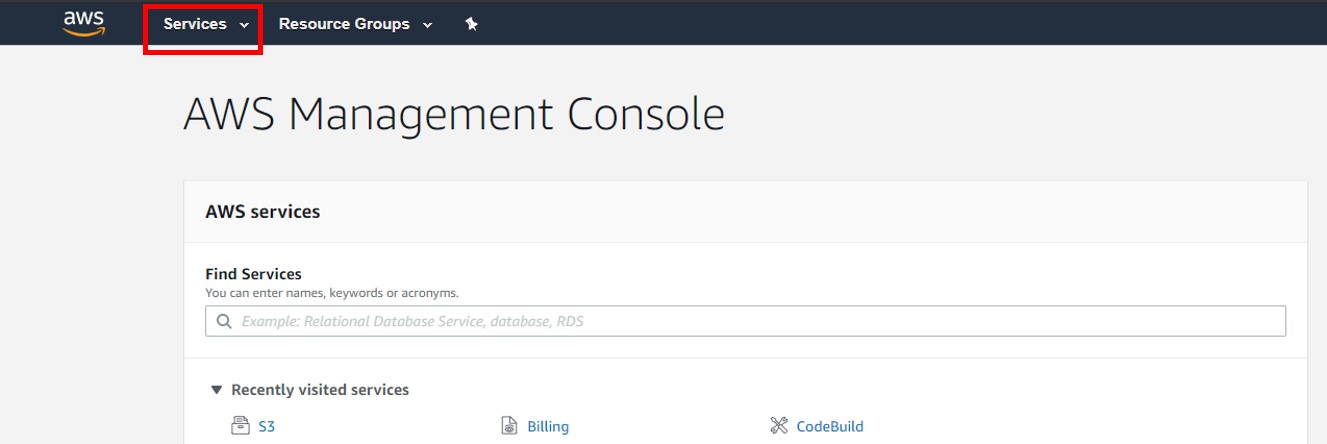 aws Services Resource Groups
AWS Management Console
AWS services
Find Services
You can enter names, keywords or acronyms.
Example: Relational Database Service, database, RDS
Recently visited services
S3 Billing CodeBuild